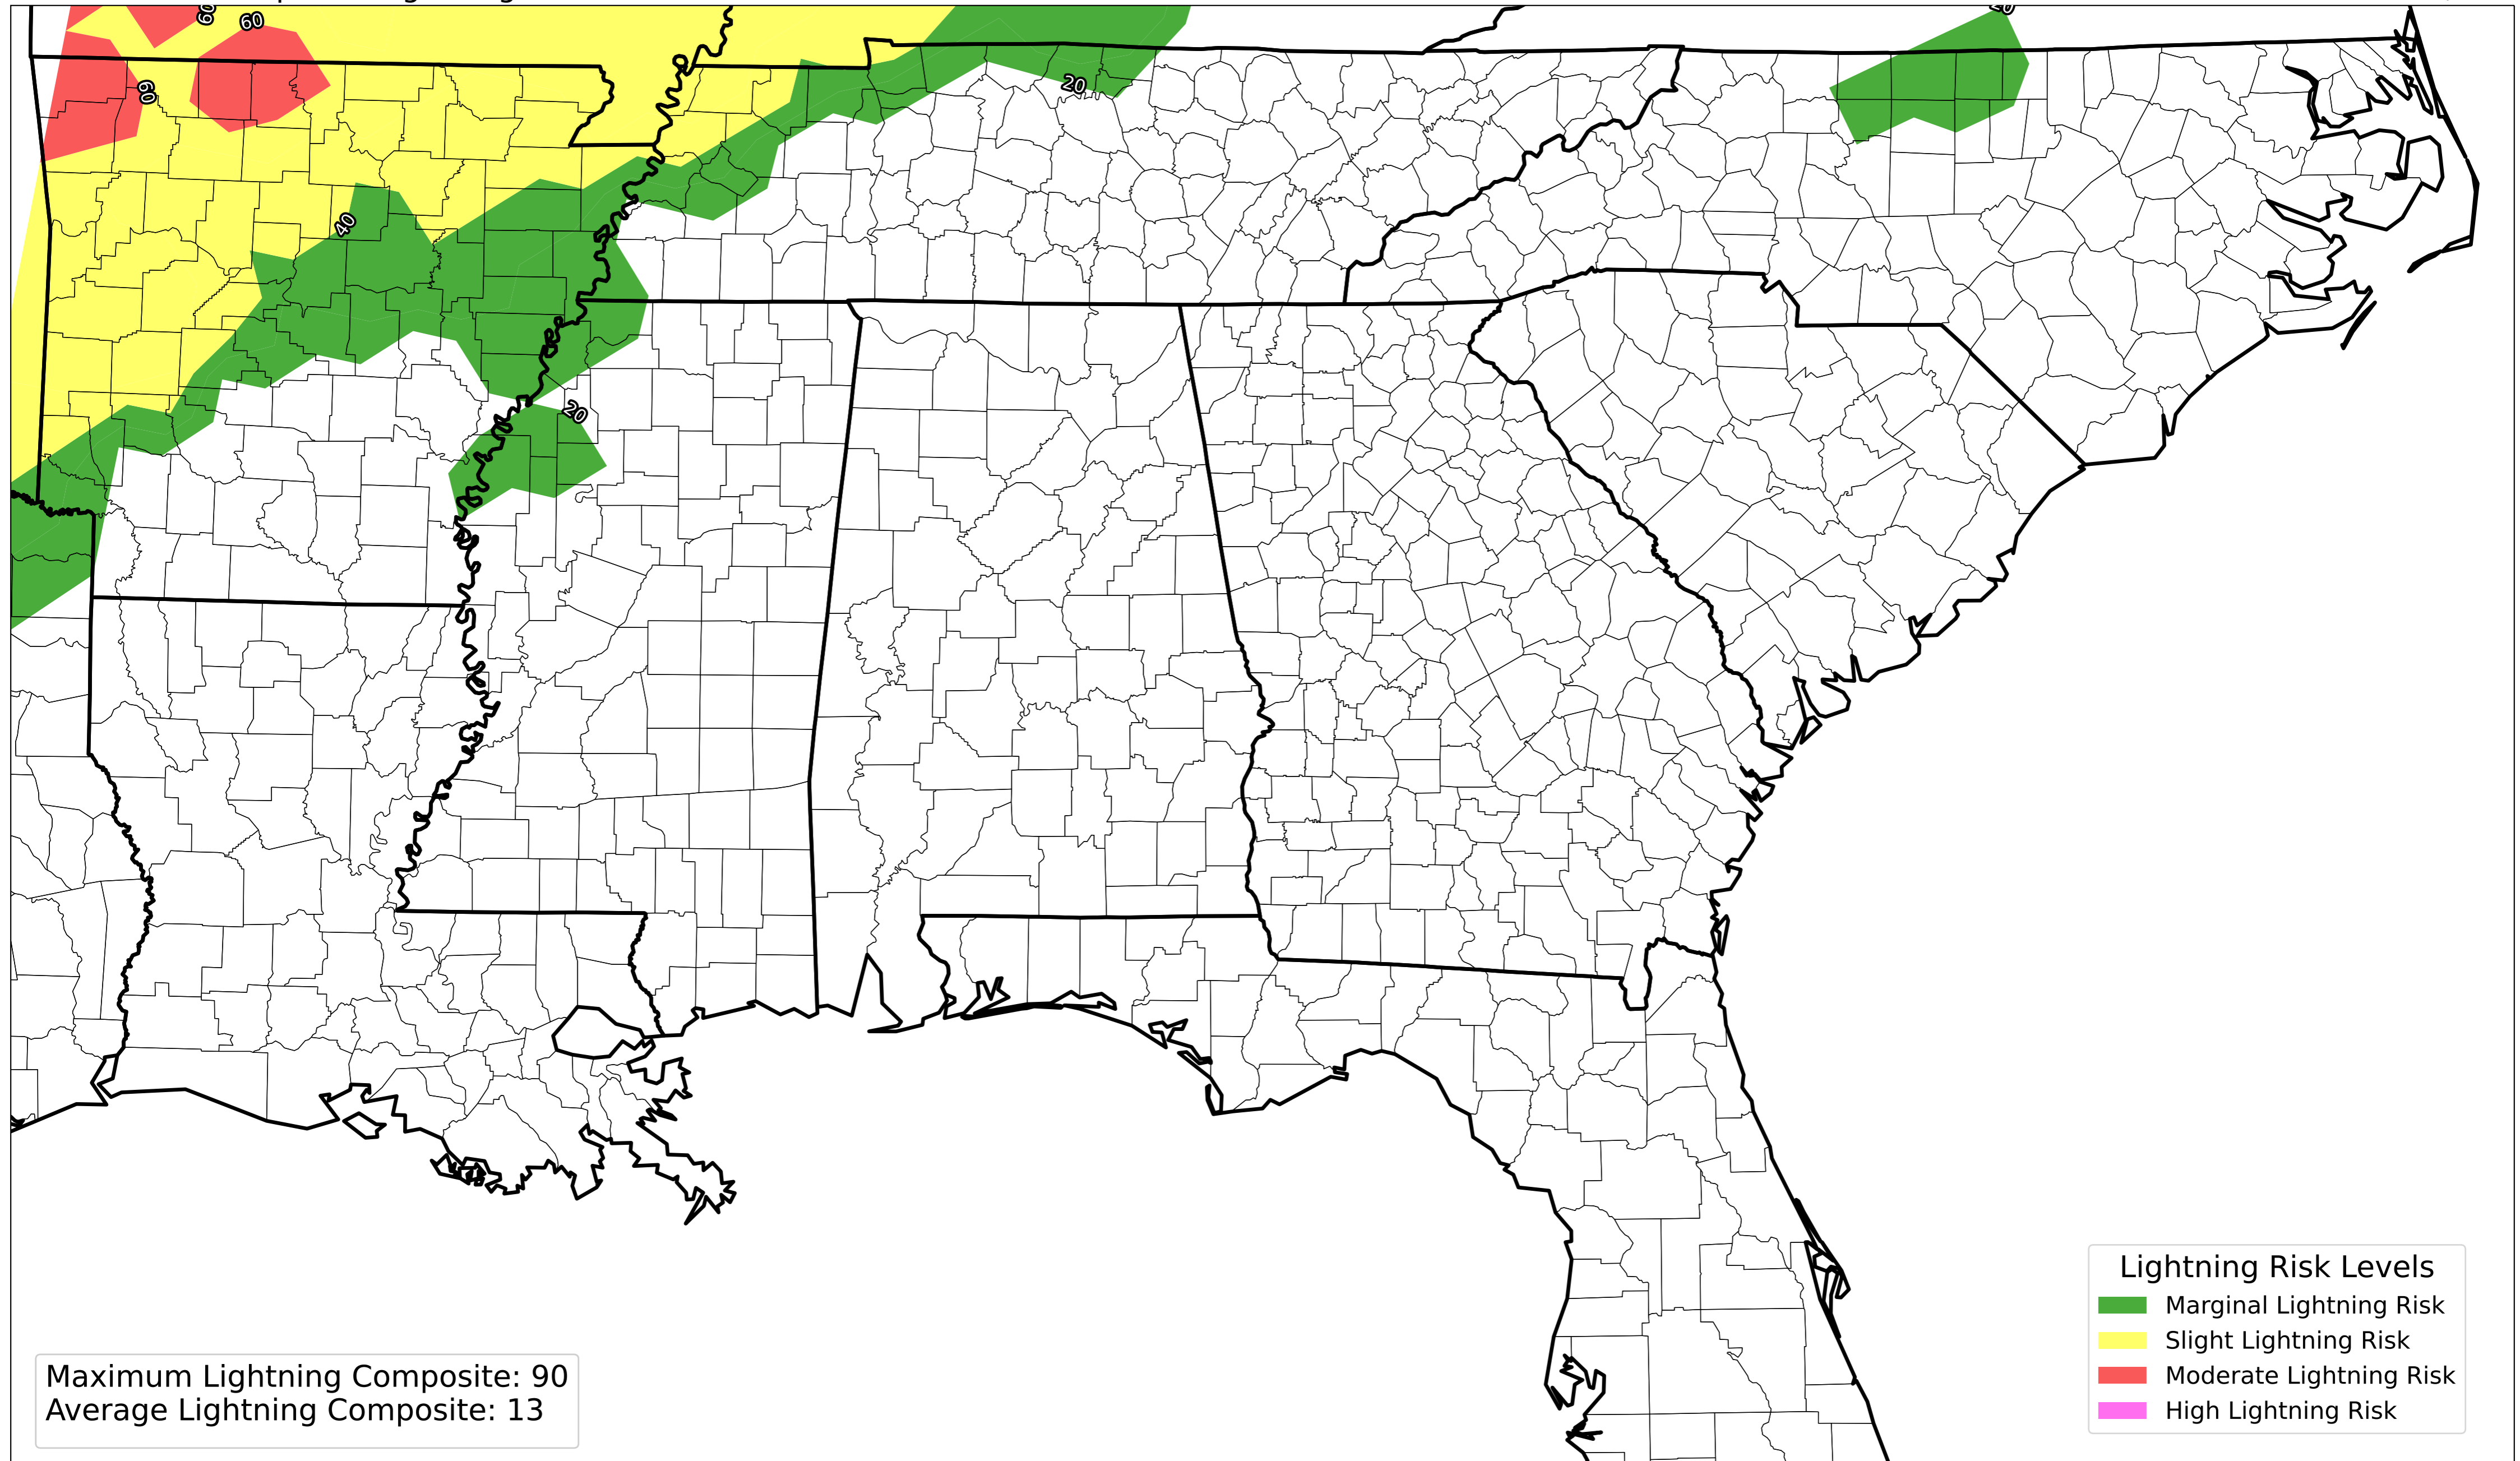 60
60
20
60
20
40
20
Lightning Risk Levels
Marginal Lightning Risk
Slight Lightning Risk
Moderate Lightning Risk
High Lightning Risk
Maximum Lightning Composite: 90
Average Lightning Composite: 13